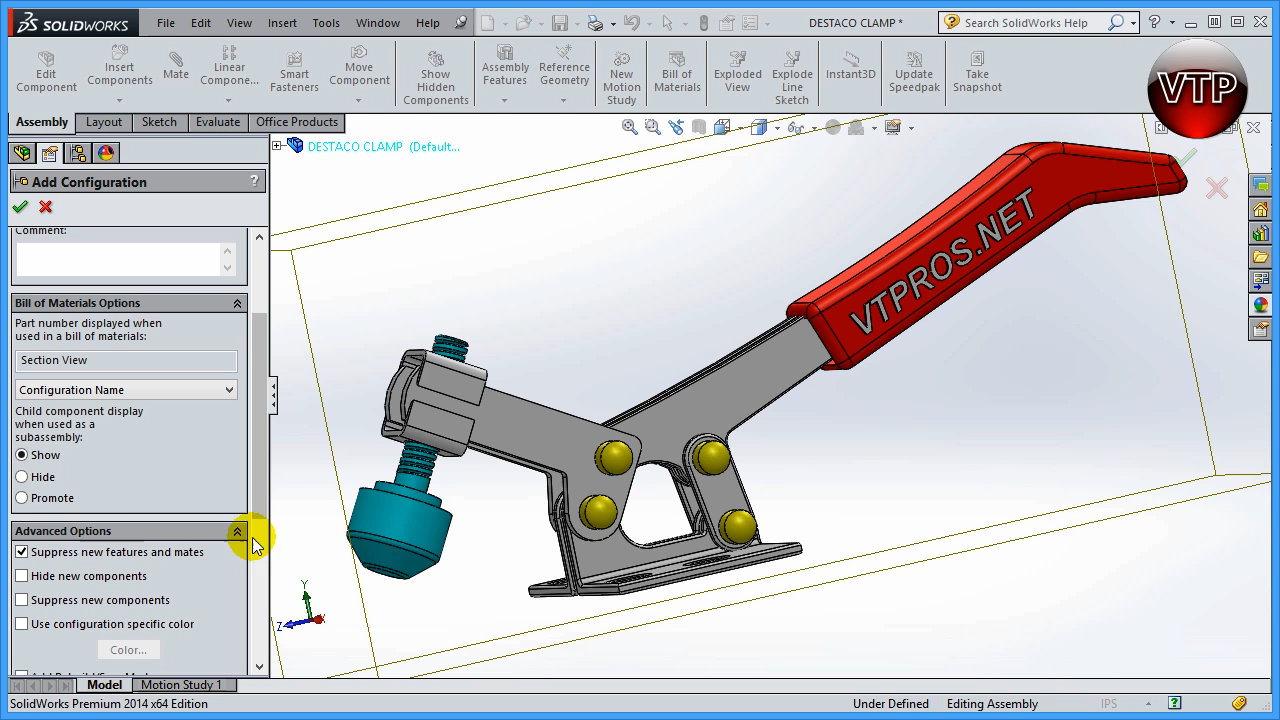 SOLIDWORKS File Edit View Insert Tools Window Help DESTACO CLAMP * Search SolidWorks Help
Edit Component
Insert Components
Mate
Linear Compone...
Smart Fasteners
Move Component
Show Hidden Components
Assembly Features
Reference Geometry
New Motion Study
Bill of Materials
Exploded View
Explode Line Sketch
Instant3D
Update Speedpak
Take Snapshot
VTP
Assembly Layout Sketch Evaluate Office Products
DESTACO CLAMP (Default...
Add Configuration ?
Comment:
Bill of Materials Options
Part number displayed when
used in a bill of materials:
Section View
Configuration Name
Child component display
when used as a
subassembly:
Show
Hide
Promote
Advanced Options
Suppress new features and mates
Hide new components
Suppress new components
Use configuration specific color
Color...
VTPROS.NET
Y
Z
X
Model Motion Study 1
SolidWorks Premium 2014 x64 Edition Under Defined Editing Assembly IPS ?